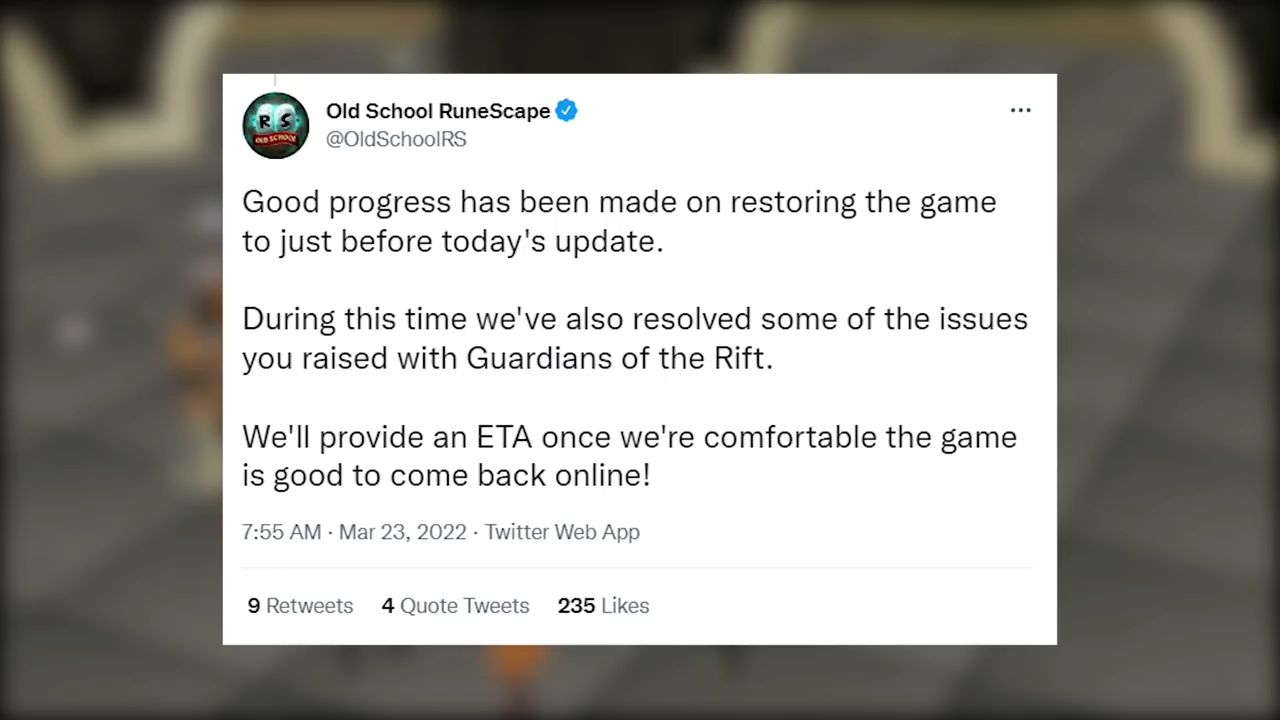 Old School RuneScape
@OldSchoolRS
RS
OLD SCHOOL
Good progress has been made on restoring the game
to just before today's update.
During this time we've also resolved some of the issues
you raised with Guardians of the Rift.
We'll provide an ETA once we're comfortable the game
is good to come back online!
7:55 AM · Mar 23, 2022 · Twitter Web App
9 Retweets 4 Quote Tweets 235 Likes